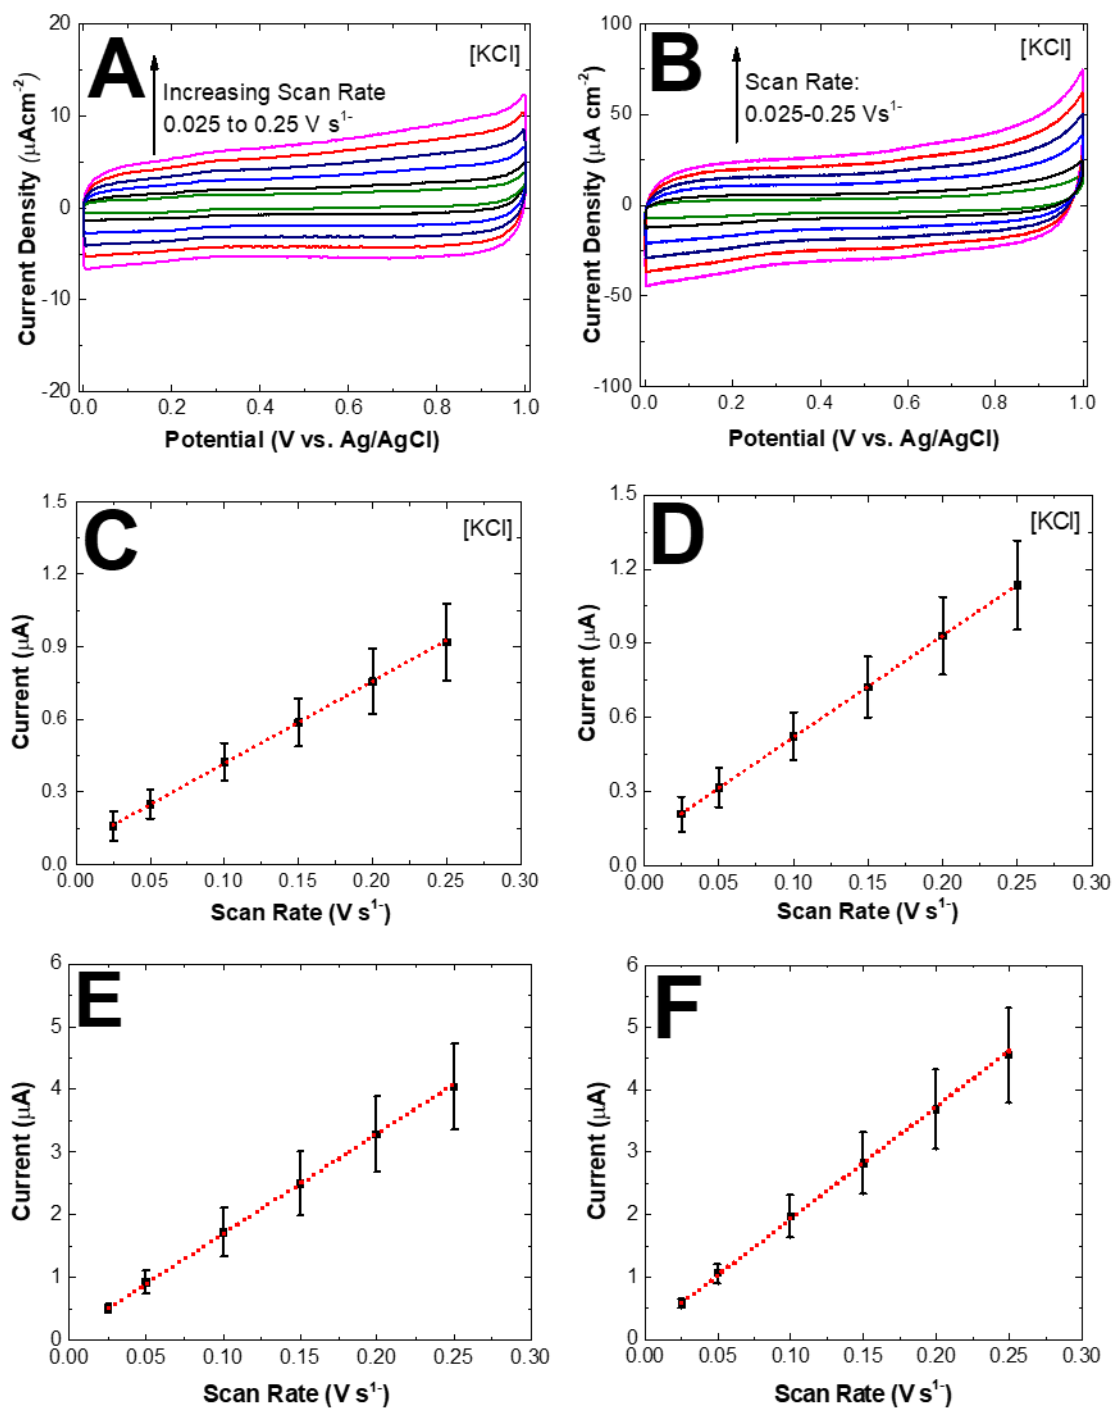 A
[KCl]
Increasing Scan Rate
0.025 to 0.25 V s¹⁻
20
10
0
-10
-20
Current Density (μAcm⁻²)
0.0 0.2 0.4 0.6 0.8 1.0
Potential (V vs. Ag/AgCl)
B
[KCl]
Scan Rate:
0.025-0.25 Vs¹⁻
100
50
0
-50
-100
Current Density (μA cm⁻²)
0.0 0.2 0.4 0.6 0.8 1.0
Potential (V vs. Ag/AgCl)
C
[KCl]
1.5
1.2
0.9
0.6
0.3
0.0
Current (μA)
0.00 0.05 0.10 0.15 0.20 0.25 0.30
Scan Rate (V s¹⁻)
D
[KCl]
1.5
1.2
0.9
0.6
0.3
0.0
Current (μA)
0.00 0.05 0.10 0.15 0.20 0.25 0.30
Scan Rate (V s¹⁻)
E
6
5
4
3
2
1
0
Current (μA)
0.00 0.05 0.10 0.15 0.20 0.25 0.30
Scan Rate (V s¹⁻)
F
6
5
4
3
2
1
0
Current (μA)
0.00 0.05 0.10 0.15 0.20 0.25 0.30
Scan Rate (V s¹⁻)